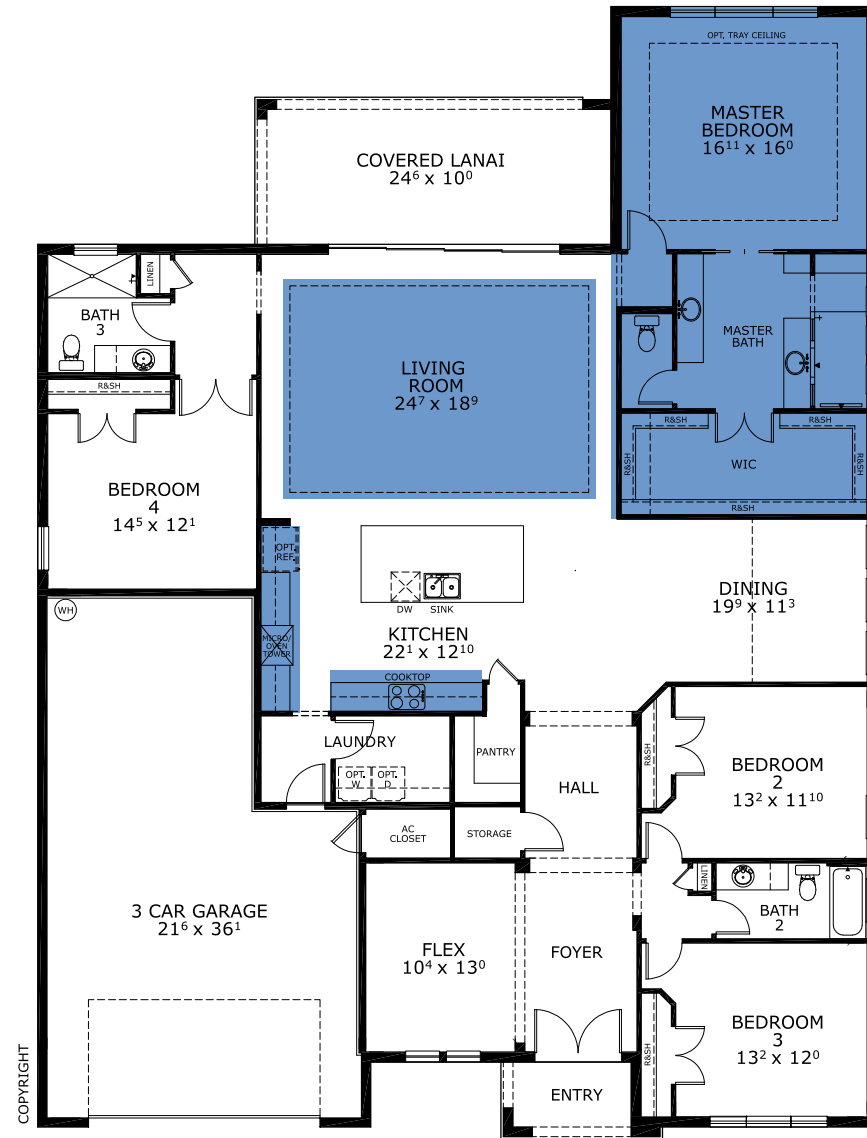 OPT. TRAY CEILING
MASTER
BEDROOM
16¹¹ x 16⁰
COVERED LANAI
24⁶ x 10⁰
LINEN
BATH
3
R&SH
LIVING
ROOM
24⁷ x 18⁹
MASTER
BATH
R&SH
R&SH
R&SH
R&SH
WIC
R&SH
BEDROOM
4
14⁵ x 12¹
OPT.
REF.
WH
DW
SINK
DINING
19⁹ x 11³
KITCHEN
22¹ x 12¹⁰
MICRO/
OVEN
TOWER
COOKTOP
LAUNDRY
OPT.
W
OPT.
D
PANTRY
HALL
R&SH
BEDROOM
2
13² x 11¹⁰
AC
CLOSET
STORAGE
LINEN
BATH
2
3 CAR GARAGE
21⁶ x 36¹
FLEX
10⁴ x 13⁰
FOYER
R&SH
BEDROOM
3
13² x 12⁰
ENTRY
COPYRIGHT